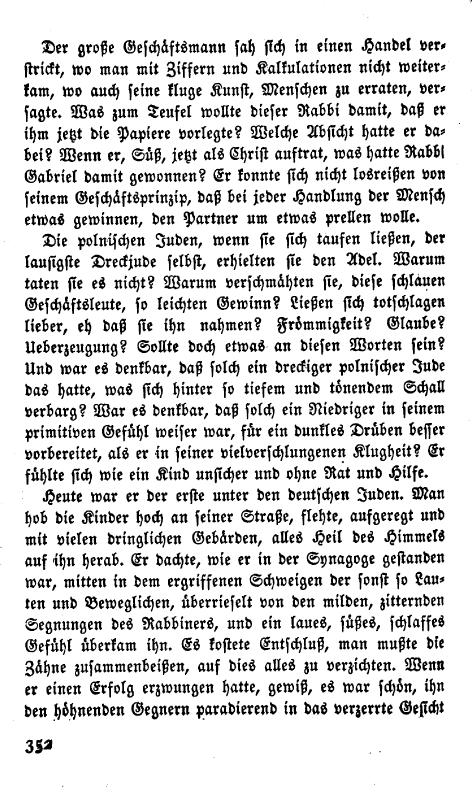 Der große Geschäftsmann sah sich in einen Handel ver-
strickt, wo man mit Ziffern und Kalkulationen nicht weiter-
kam, wo auch seine kluge Kunst, Menschen zu erraten, ver-
sagte. Was zum Teufel wollte dieser Rabbi damit, daß er
ihm jetzt die Papiere vorlegte? Welche Absicht hatte er da-
bei? Wenn er, Süß, jetzt als Christ auftrat, was hatte Rabbi
Gabriel damit gewonnen? Er konnte sich nicht losreißen von
seinem Geschäftsprinzip, daß bei jeder Handlung der Mensch
etwas gewinnen, den Partner um etwas prellen wolle.
Die polnischen Juden, wenn sie sich taufen ließen, der
lausigste Dreckjude selbst, erhielten sie den Adel. Warum
taten sie es nicht? Warum verschmähten sie, diese schlauen
Geschäftsleute, so leichten Gewinn? Ließen sich totschlagen
lieber, eh daß sie ihn nahmen? Frömmigkeit? Glaube?
Ueberzeugung? Sollte doch etwas an diesen Worten sein?
Und war es denkbar, daß solch ein dreckiger polnischer Jude
das hatte, was sich hinter so tiefem und tönendem Schall
verbarg? War es denkbar, daß solch ein Niedriger in seinem
primitiven Gefühl weiser war, für ein dunkles Drüben besser
vorbereitet, als er in seiner vielverschlungenen Klugheit? Er
fühlte sich wie ein Kind unsicher und ohne Rat und Hilfe.
Heute war er der erste unter den deutschen Juden. Man
hob die Kinder hoch an seiner Straße, flehte, aufgeregt und
mit vielen dringlichen Gebärden, alles Heil des Himmels
auf ihn herab. Er dachte, wie er in der Synagoge gestanden
war, mitten in dem ergriffenen Schweigen der sonst so Lau-
ten und Beweglichen, überrieselt von den milden, zitternden
Segnungen des Rabbiners, und ein laues, süßes, schlaffes
Gefühl überkam ihn. Es kostete Entschluß, man mußte die
Zähne zusammenbeißen, auf dies alles zu verzichten. Wenn
er einen Erfolg erzwungen hatte, gewiß, es war schön, ihn
den höhnenden Gegnern paradierend in das verzerrte Gesicht
352